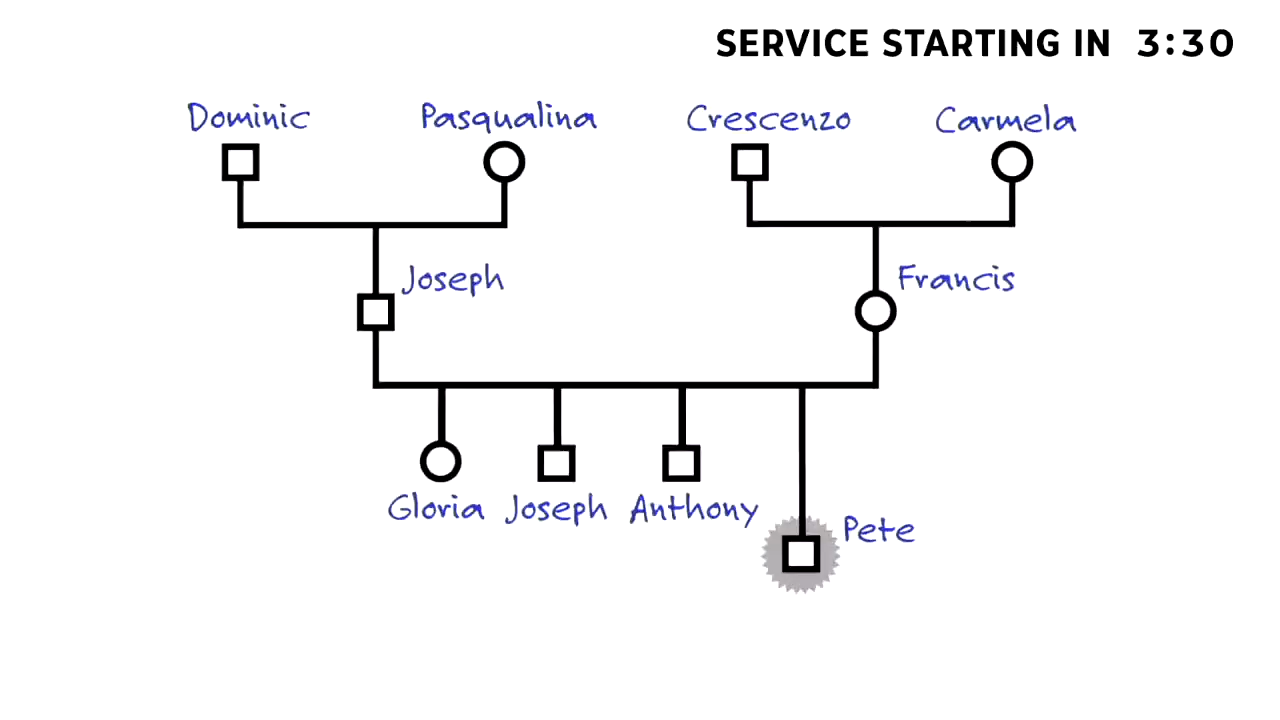 SERVICE STARTING IN 3:30
Dominic Pasqualina Crescenzo Carmela
Joseph Francis
Gloria Joseph Anthony
Pete